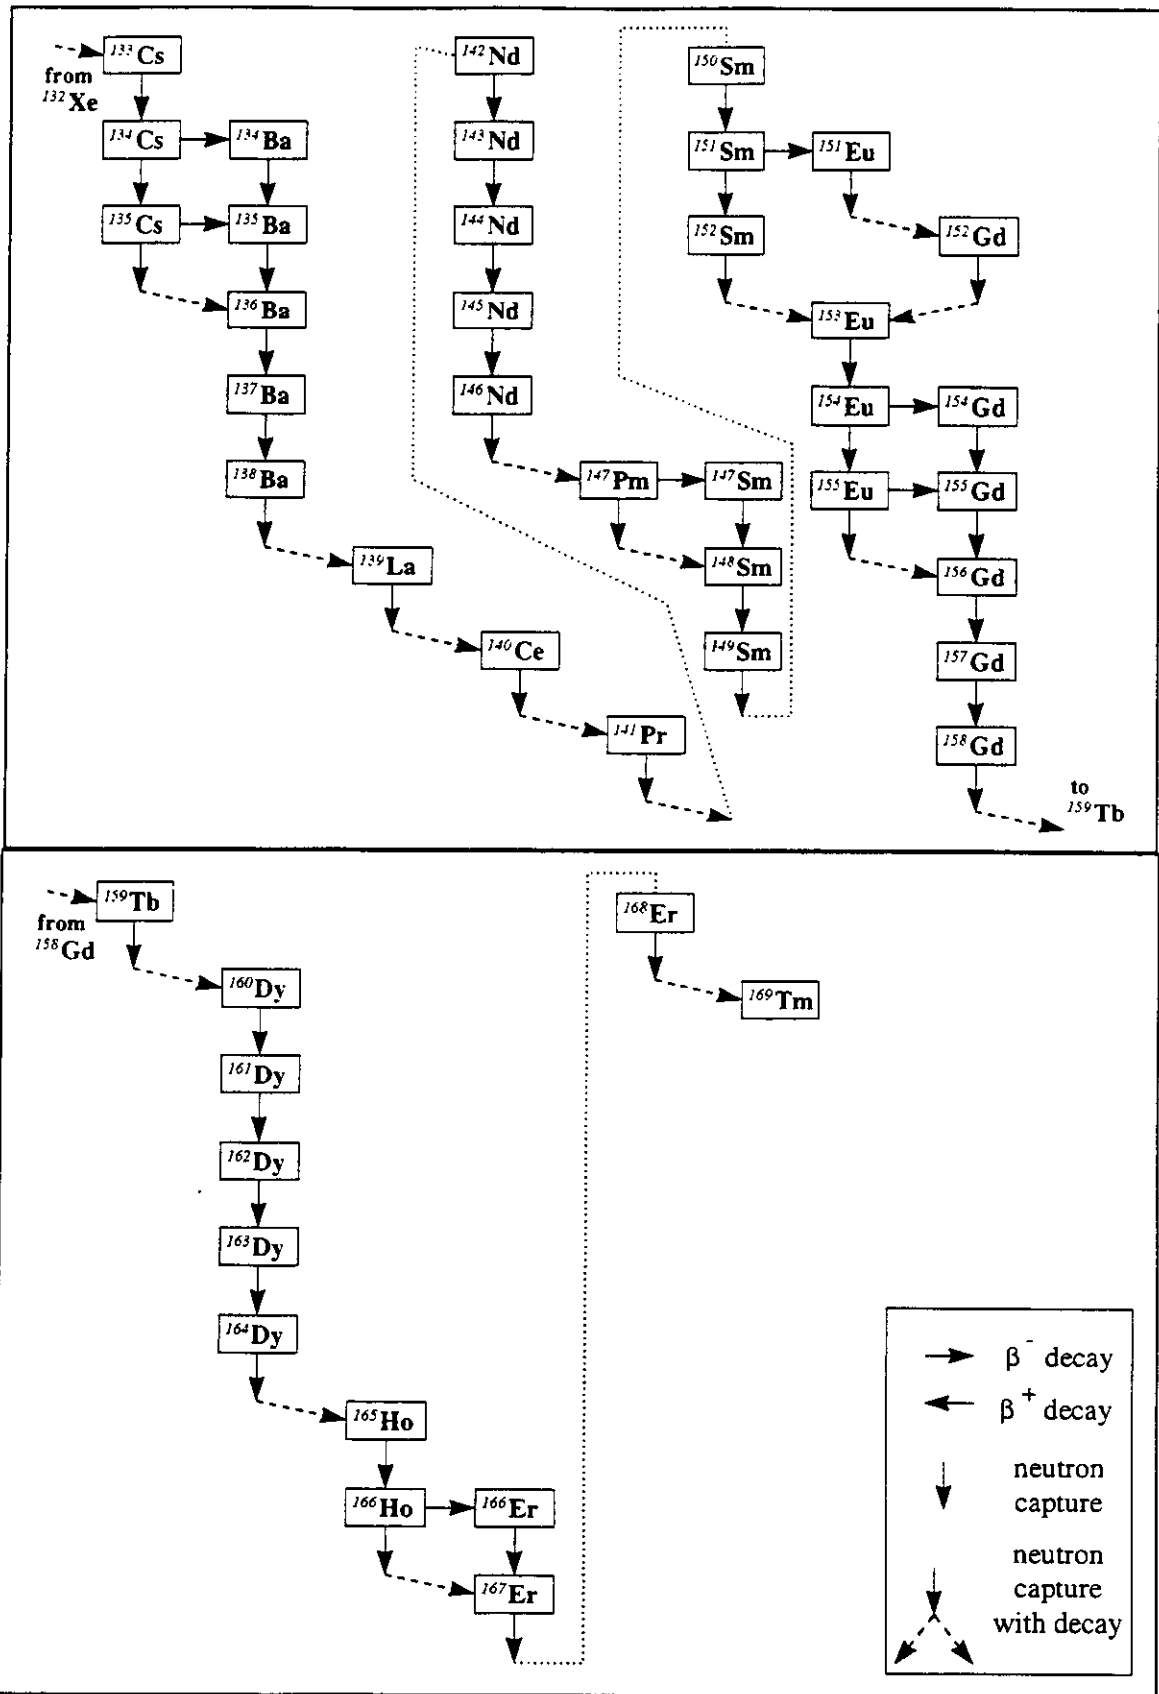 133Cs
142Nd
150Sm
from
132Xe
134Cs
134Ba
143Nd
151Sm
151Eu
135Cs
135Ba
144Nd
152Sm
152Gd
136Ba
145Nd
153Eu
137Ba
146Nd
154Eu
154Gd
138Ba
147Pm
147Sm
155Eu
155Gd
139La
148Sm
156Gd
140Ce
149Sm
157Gd
141Pr
158Gd
to
159Tb
159Tb
168Er
from
158Gd
160Dy
169Tm
161Dy
162Dy
163Dy
164Dy
165Ho
166Ho
166Er
167Er
β- decay
β+ decay
neutron
capture
neutron
capture
with decay